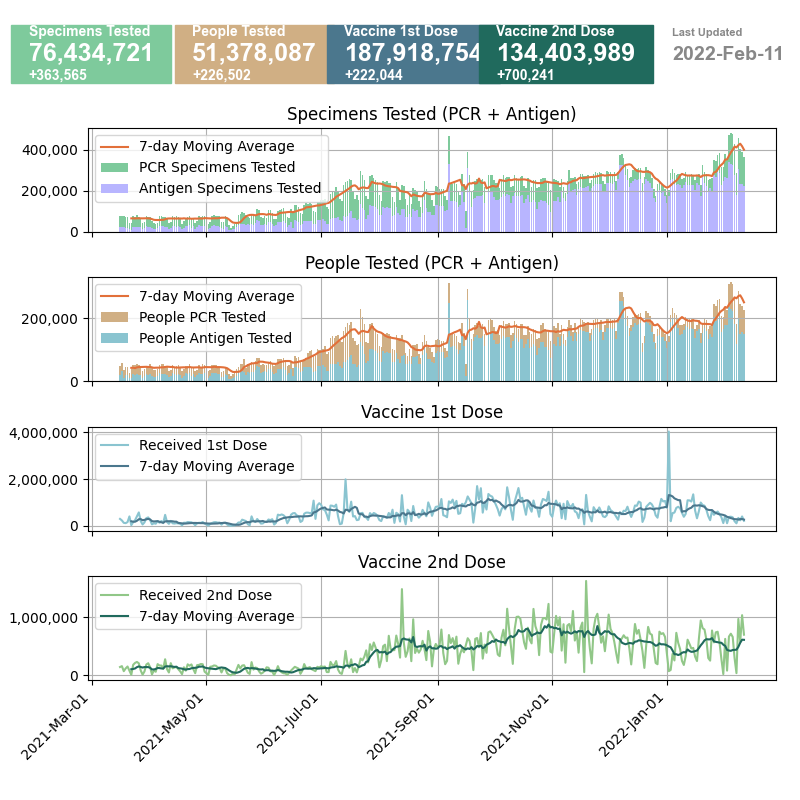 Specimens Tested
76,434,721
+363,565
People Tested
51,378,087
+226,502
Vaccine 1st Dose
187,918,754
+222,044
Vaccine 2nd Dose
134,403,989
+700,241
Last Updated
2022-Feb-11
Specimens Tested (PCR + Antigen)
7-day Moving Average
PCR Specimens Tested
Antigen Specimens Tested
400,000
200,000
0
People Tested (PCR + Antigen)
7-day Moving Average
People PCR Tested
People Antigen Tested
200,000
0
Vaccine 1st Dose
Received 1st Dose
7-day Moving Average
4,000,000
2,000,000
0
Vaccine 2nd Dose
Received 2nd Dose
7-day Moving Average
1,000,000
0
2021-Mar-01
2021-May-01
2021-Jul-01
2021-Sep-01
2021-Nov-01
2022-Jan-01